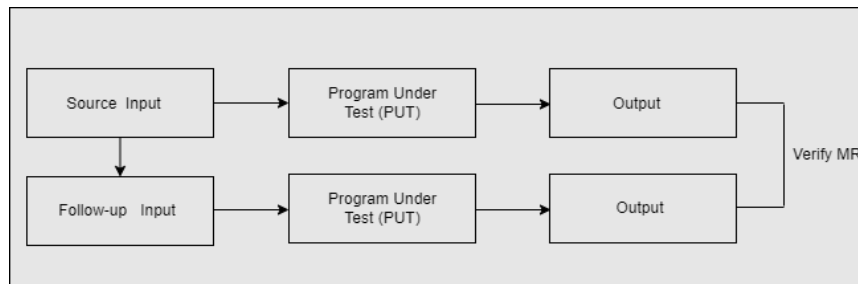 Source Input
Program Under
Test (PUT)
Output
Verify MR
Follow-up Input
Program Under
Test (PUT)
Output